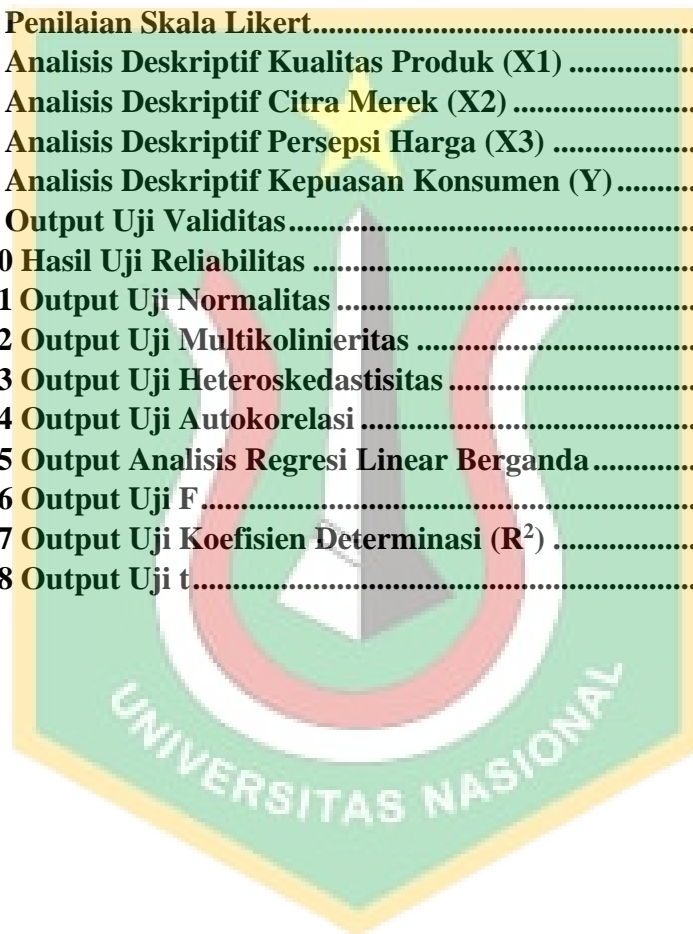 Penilaian Skala Likert
Analisis Deskriptif Kualitas Produk (X1)
Analisis Deskriptif Citra Merek (X2)
Analisis Deskriptif Persepsi Harga (X3)
Analisis Deskriptif Kepuasan Konsumen (Y)
Output Uji Validitas
0 Hasil Uji Reliabilitas
1 Output Uji Normalitas
2 Output Uji Multikolinieritas
3 Output Uji Heteroskedastisitas
4 Output Uji Autokorelasi
5 Output Analisis Regresi Linear Berganda
6 Output Uji F
7 Output Uji Koefisien Determinasi (R²)
8 Output Uji t
UNIVERSITAS NASIONAL